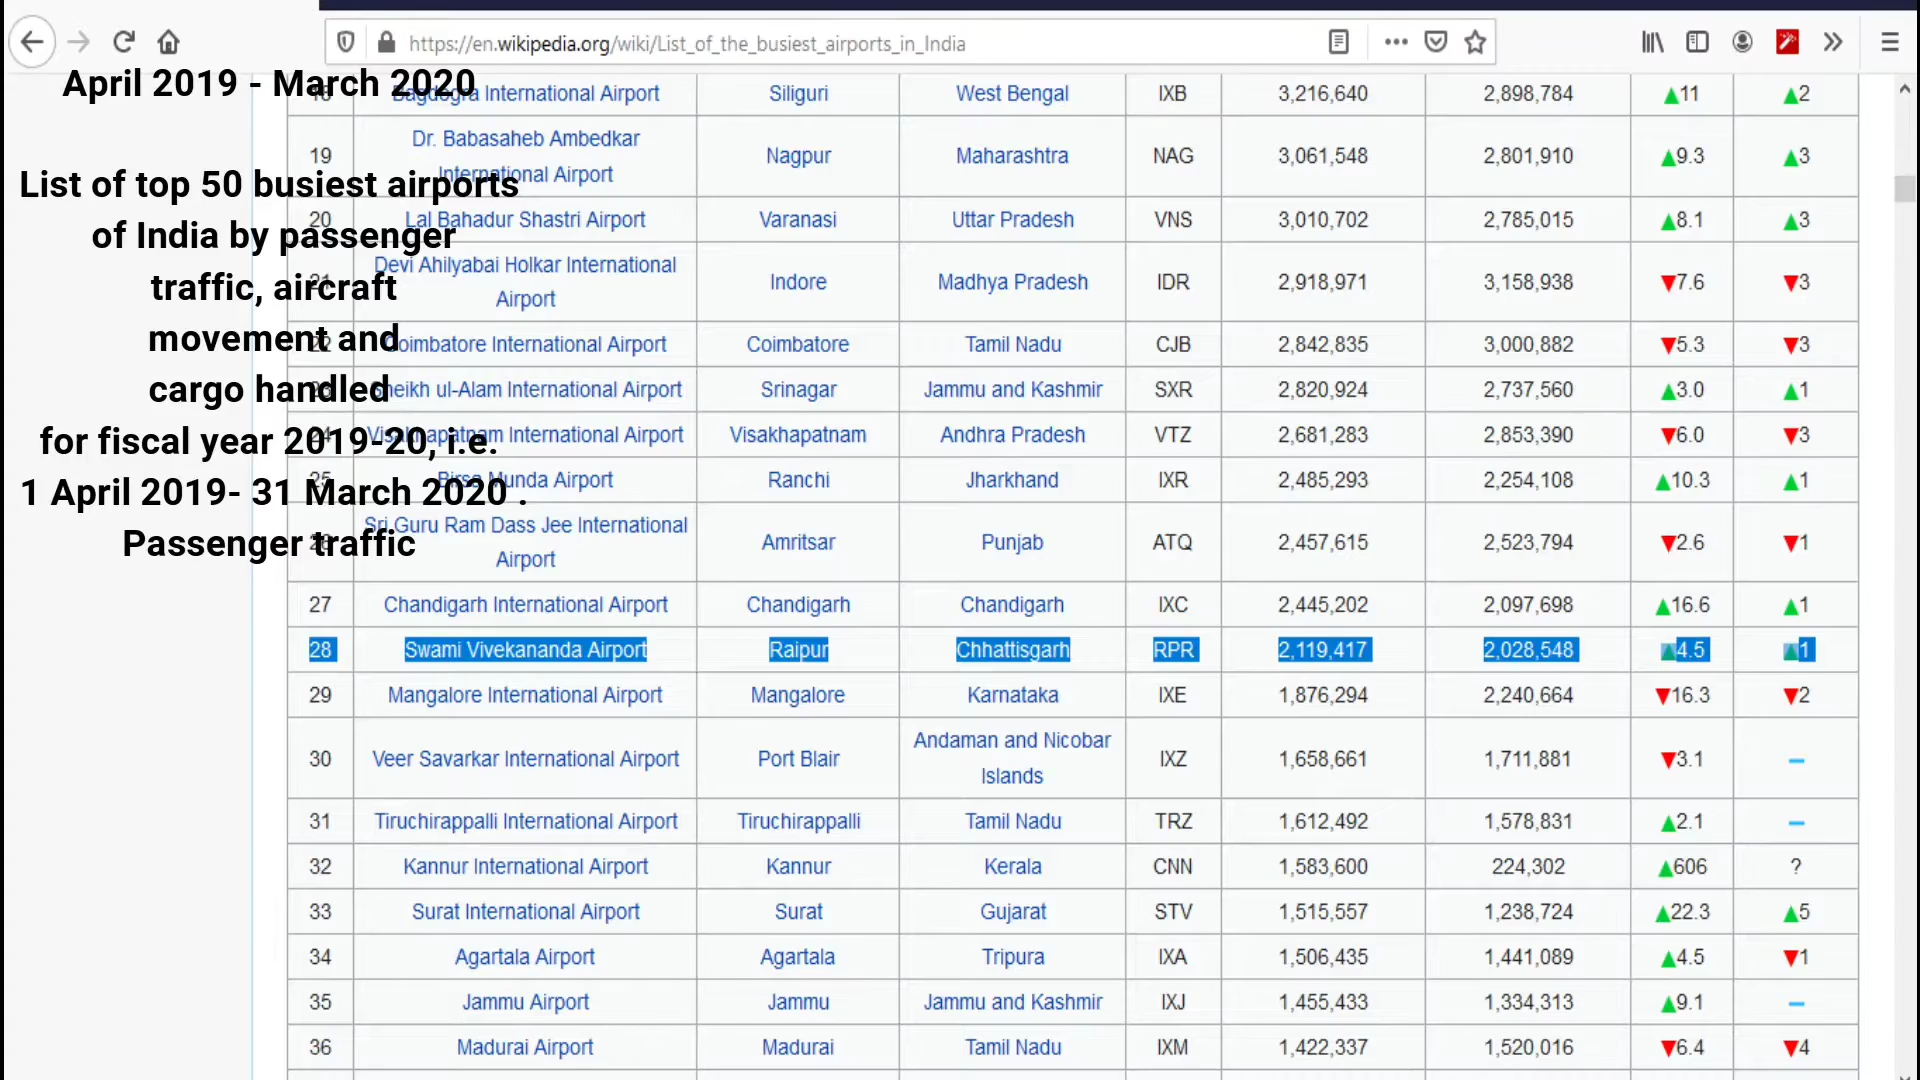 https://en.wikipedia.org/wiki/List_of_the_busiest_airports_in_India
April 2019 - March 2020
List of top 50 busiest airports
of India by passenger
traffic, aircraft
movement and
cargo handled
for fiscal year 2019-20, i.e.
1 April 2019- 31 March 2020 .
Passenger traffic
18 Bagdogra International Airport Siliguri West Bengal IXB 3,216,640 2,898,784 ▲11 ▲2
19 Dr. Babasaheb Ambedkar
International Airport Nagpur Maharashtra NAG 3,061,548 2,801,910 ▲9.3 ▲3
20 Lal Bahadur Shastri Airport Varanasi Uttar Pradesh VNS 3,010,702 2,785,015 ▲8.1 ▲3
21 Devi Ahilyabai Holkar International
Airport Indore Madhya Pradesh IDR 2,918,971 3,158,938 ▼7.6 ▼3
22 Coimbatore International Airport Coimbatore Tamil Nadu CJB 2,842,835 3,000,882 ▼5.3 ▼3
23 Sheikh ul-Alam International Airport Srinagar Jammu and Kashmir SXR 2,820,924 2,737,560 ▲3.0 ▲1
24 Visakhapatnam International Airport Visakhapatnam Andhra Pradesh VTZ 2,681,283 2,853,390 ▼6.0 ▼3
25 Birsa Munda Airport Ranchi Jharkhand IXR 2,485,293 2,254,108 ▲10.3 ▲1
26 Sri Guru Ram Dass Jee International
Airport Amritsar Punjab ATQ 2,457,615 2,523,794 ▼2.6 ▼1
27 Chandigarh International Airport Chandigarh Chandigarh IXC 2,445,202 2,097,698 ▲16.6 ▲1
28 Swami Vivekananda Airport Raipur Chhattisgarh RPR 2,119,417 2,028,548 ▲4.5 ▲1
29 Mangalore International Airport Mangalore Karnataka IXE 1,876,294 2,240,664 ▼16.3 ▼2
30 Veer Savarkar International Airport Port Blair Andaman and Nicobar
Islands IXZ 1,658,661 1,711,881 ▼3.1 –
31 Tiruchirappalli International Airport Tiruchirappalli Tamil Nadu TRZ 1,612,492 1,578,831 ▲2.1 –
32 Kannur International Airport Kannur Kerala CNN 1,583,600 224,302 ▲606 ?
33 Surat International Airport Surat Gujarat STV 1,515,557 1,238,724 ▲22.3 ▲5
34 Agartala Airport Agartala Tripura IXA 1,506,435 1,441,089 ▲4.5 ▼1
35 Jammu Airport Jammu Jammu and Kashmir IXJ 1,455,433 1,334,313 ▲9.1 –
36 Madurai Airport Madurai Tamil Nadu IXM 1,422,337 1,520,016 ▼6.4 ▼4